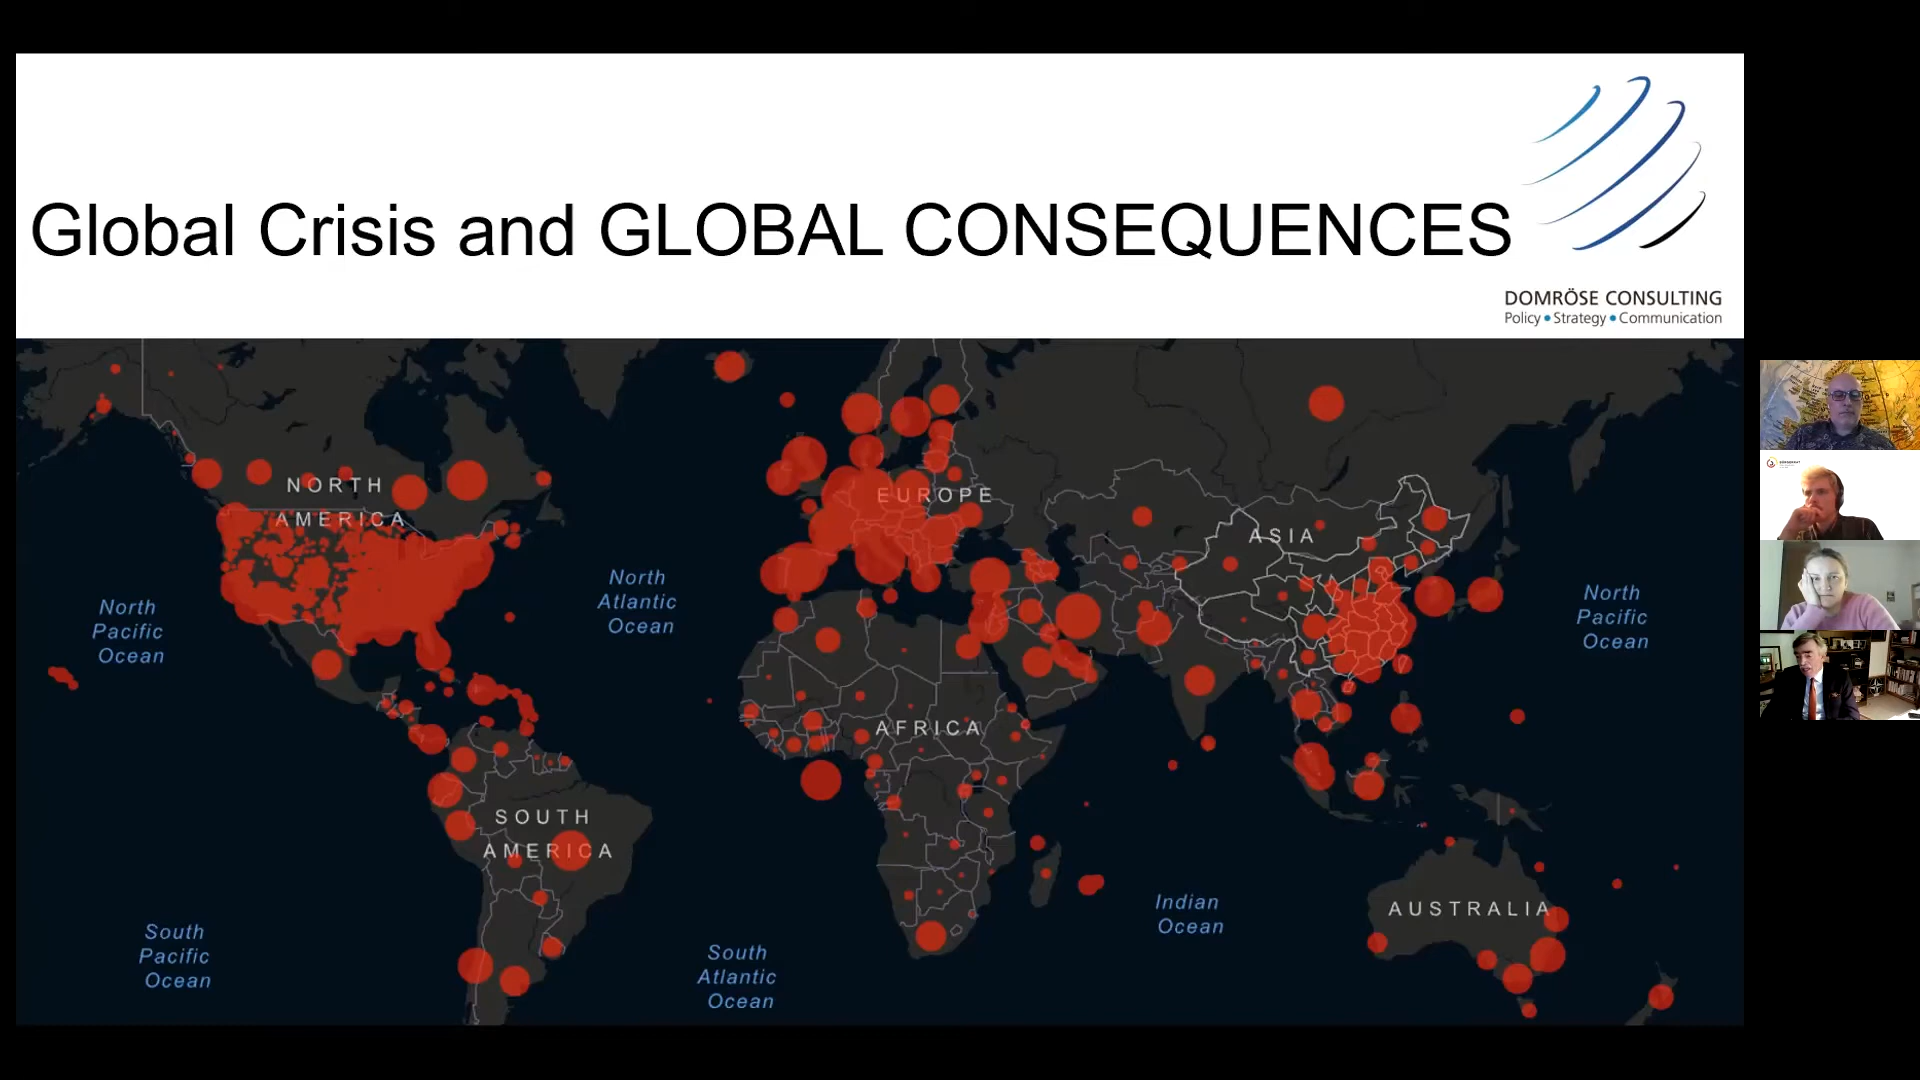 Global Crisis and GLOBAL CONSEQUENCES
DOMRÖSE CONSULTING
Policy • Strategy • Communication
NORTH
AMERICA
EUROPE
ASIA
North
Pacific
Ocean
North
Atlantic
Ocean
North
Pacific
Ocean
AFRICA
SOUTH
AMERICA
Indian
Ocean
AUSTRALIA
South
Pacific
Ocean
South
Atlantic
Ocean